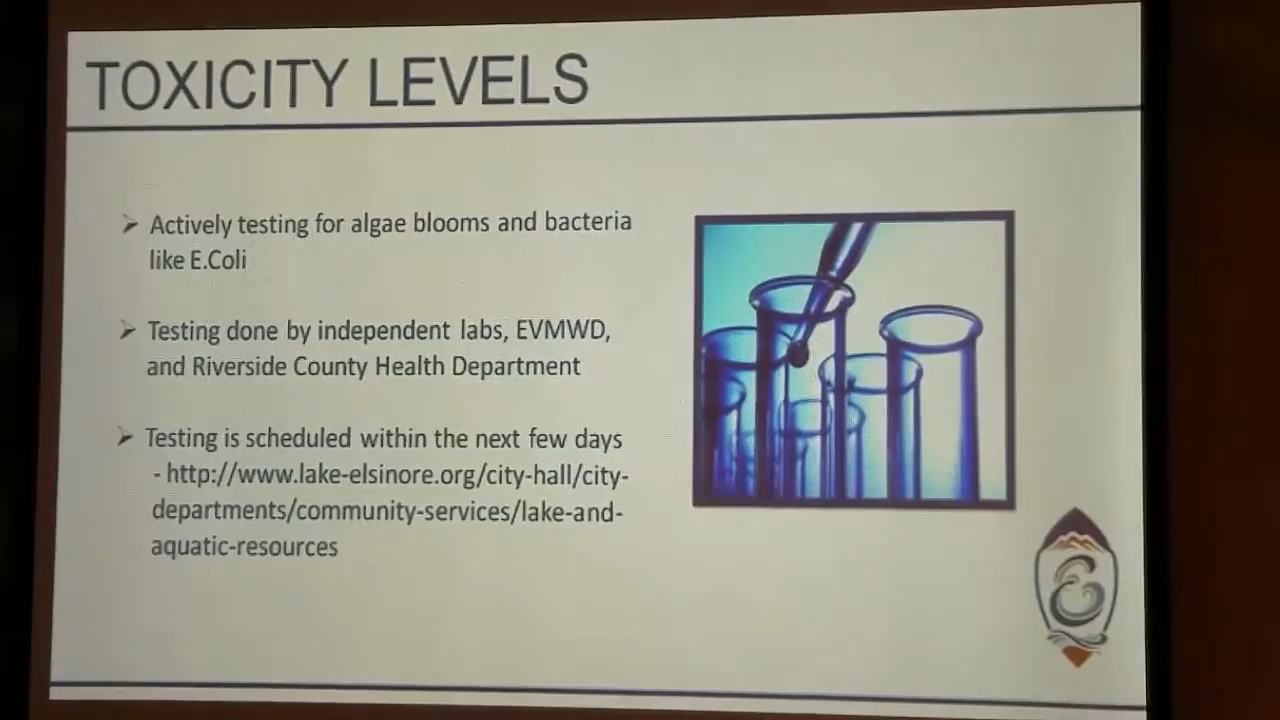 TOXICITY LEVELS
Actively testing for algae blooms and bacteria
like E.Coli
Testing done by independent labs, EVMWD,
and Riverside County Health Department
Testing is scheduled within the next few days
- http://www.lake-elsinore.org/city-hall/city-
departments/community-services/lake-and-
aquatic-resources
E